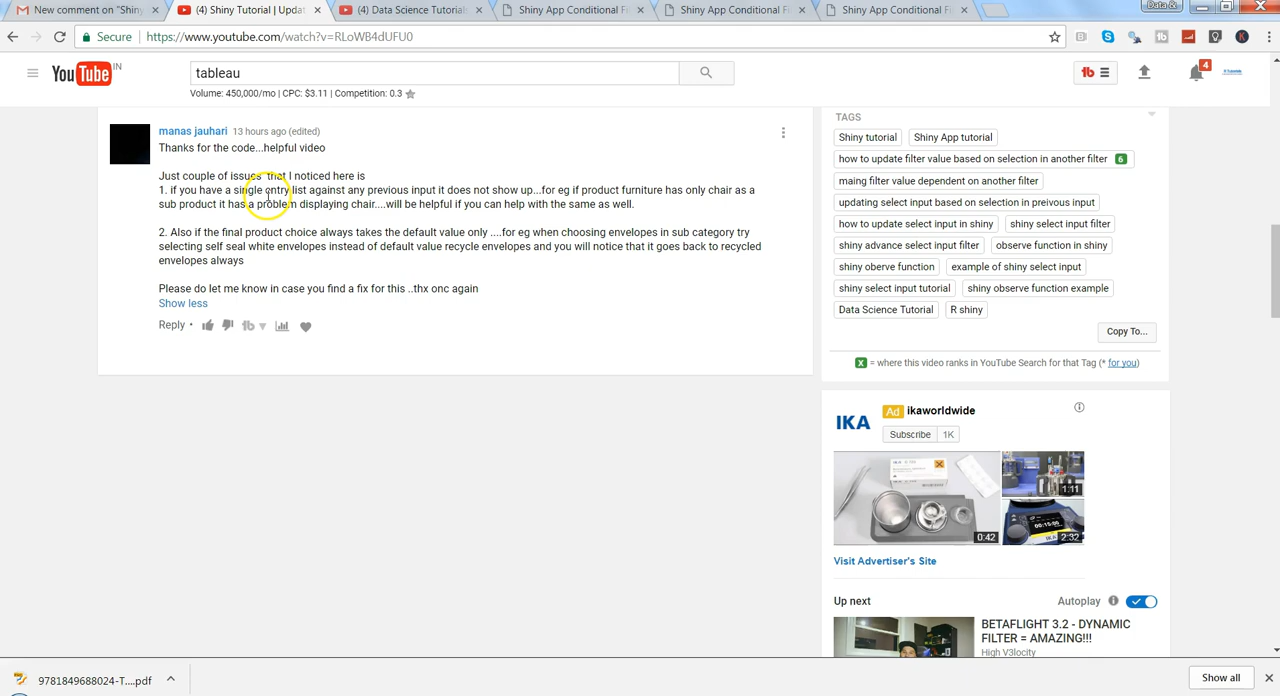 New comment on "Shiny
(4) Shiny Tutorial | Updat
(4) Data Science Tutorial
Shiny App Conditional Fi
Shiny App Conditional Fi
Shiny App Conditional Fi
Data &
Secure
https://www.youtube.com/watch?v=RLoWB4dUFU0
YouTube IN
tableau
4
Volume: 450,000/mo | CPC: $3.11 | Competition: 0.3
manas jauhari 13 hours ago (edited)
Thanks for the code...helpful video
Just couple of issues that I noticed here is
1. if you have a single entry list against any previous input it does not show up...for eg if product furniture has only chair as a
sub product it has a problem displaying chair....will be helpful if you can help with the same as well.
2. Also if the final product choice always takes the default value only ....for eg when choosing envelopes in sub category try
selecting self seal white envelopes instead of default value recycle envelopes and you will notice that it goes back to recycled
envelopes always
Please do let me know in case you find a fix for this ..thx onc again
Show less
Reply
TAGS
Shiny tutorial
Shiny App tutorial
how to update filter value based on selection in another filter 6
maing filter value dependent on another filter
updating select input based on selection in preivous input
how to update select input in shiny
shiny select input filter
shiny advance select input filter
observe function in shiny
shiny oberve function
example of shiny select input
shiny select input tutorial
shiny observe function example
Data Science Tutorial
R shiny
Copy To...
X = where this video ranks in YouTube Search for that Tag (* for you)
IKA
Ad ikaworldwide
Subscribe 1K
0:42
1:11
00:15:00
2:32
Visit Advertiser's Site
Up next
Autoplay
BETAFLIGHT 3.2 - DYNAMIC
FILTER = AMAZING!!!
High V3locity
9781849688024-T....pdf
Show all